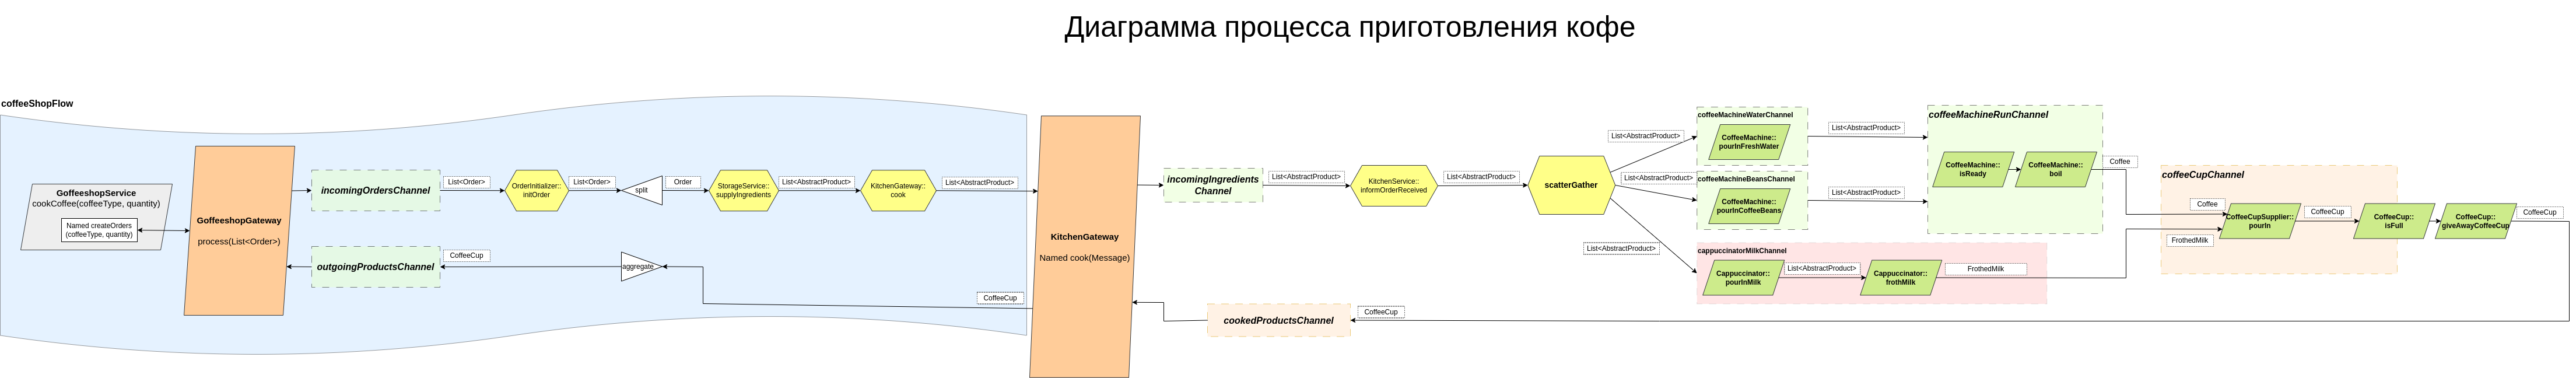 Диаграмма процесса приготовления кофе
coffeeShopFlow
GoffeeshopService
cookCoffee(coffeeType, quantity)
Named createOrders
(coffeeType, quantity)
GoffeeshopGateway
process(List<Order>)
incomingOrdersChannel
List<Order>
OrderInitializer::
initOrder
List<Order>
split
Order
StorageService::
supplyIngredients
List<AbstractProduct>
KitchenGateway::
cook
List<AbstractProduct>
outgoingProductsChannel
CoffeeCup
aggregate
CoffeeCup
KitchenGateway
Named cook(Message)
incomingIngredients
Channel
List<AbstractProduct>
KitchenService::
informOrderReceived
List<AbstractProduct>
scatterGather
List<AbstractProduct>
List<AbstractProduct>
List<AbstractProduct>
coffeeMachineWaterChannel
CoffeeMachine::
pourInFreshWater
List<AbstractProduct>
coffeeMachineBeansChannel
CoffeeMachine::
pourInCoffeeBeans
List<AbstractProduct>
cappuccinatorMilkChannel
Cappuccinator::
pourInMilk
List<AbstractProduct>
Cappuccinator::
frothMilk
FrothedMilk
coffeeMachineRunChannel
CoffeeMachine::
isReady
CoffeeMachine::
boil
Coffee
coffeeCupChannel
Coffee
FrothedMilk
CoffeeCupSupplier::
pourIn
CoffeeCup
CoffeeCup::
isFull
CoffeeCup::
giveAwayCoffeeCup
CoffeeCup
cookedProductsChannel
CoffeeCup